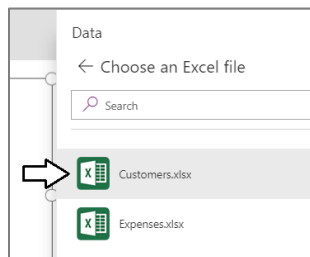 Data
← Choose an Excel file
Search
Customers.xlsx
Expenses.xlsx